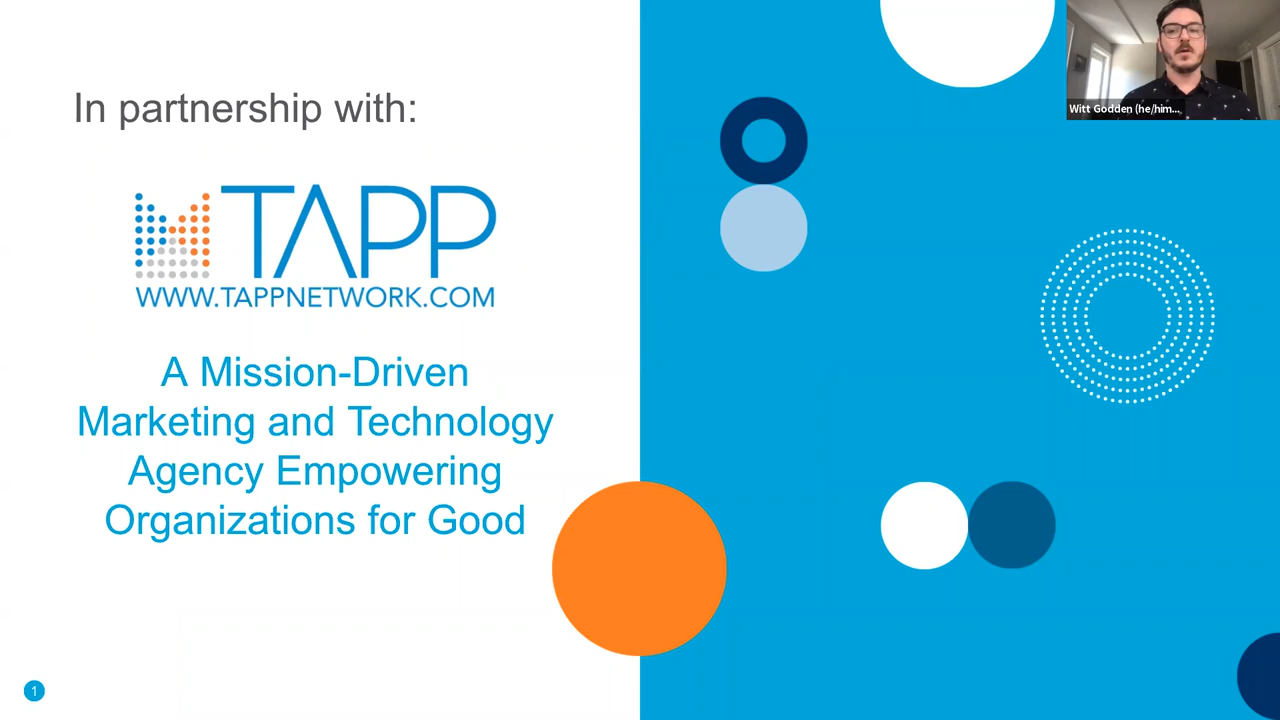 In partnership with:
TAPP
WWW.TAPPNETWORK.COM
A Mission-Driven
Marketing and Technology
Agency Empowering
Organizations for Good
Witt Godden (he/him...
1